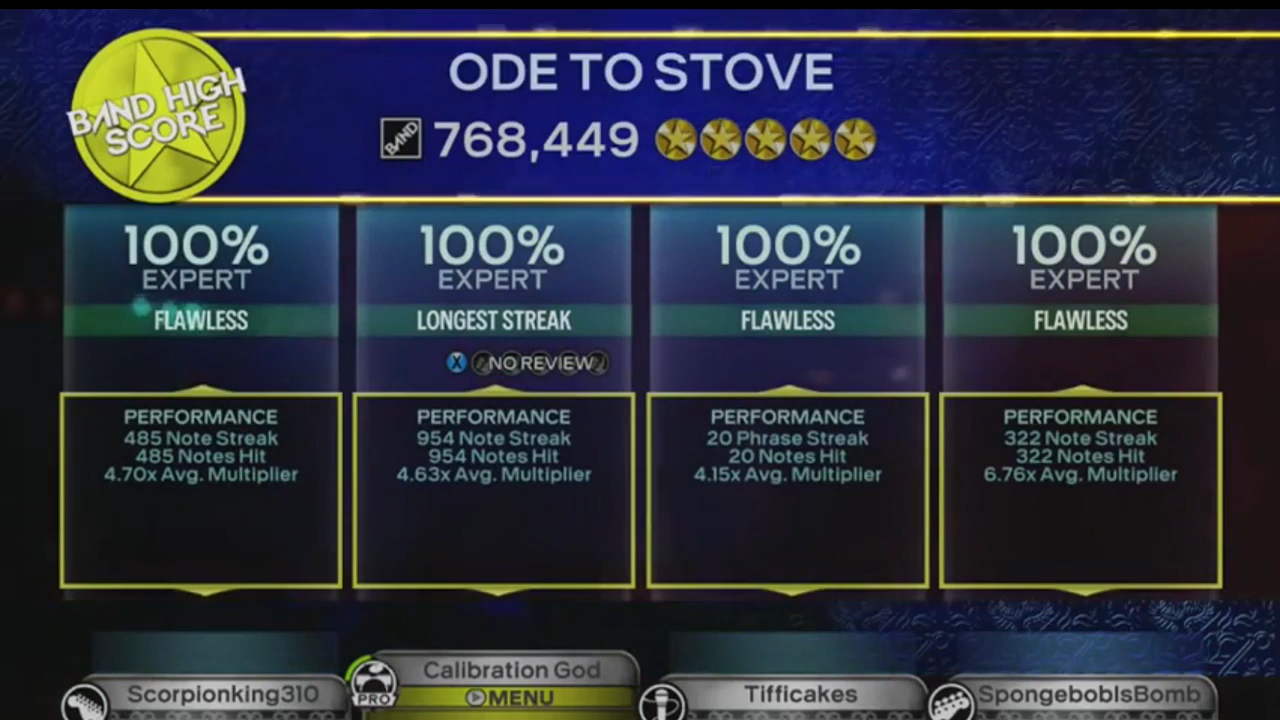 BAND HIGH
SCORE
ODE TO STOVE
BAND 768,449
100%
EXPERT
FLAWLESS
PERFORMANCE
485 Note Streak
485 Notes Hit
4.70x Avg. Multiplier
Scorpionking310
100%
EXPERT
LONGEST STREAK
X NO REVIEW
PERFORMANCE
954 Note Streak
954 Notes Hit
4.63x Avg. Multiplier
PRO
Calibration God
MENU
100%
EXPERT
FLAWLESS
PERFORMANCE
20 Phrase Streak
20 Notes Hit
4.15x Avg. Multiplier
Tifficakes
100%
EXPERT
FLAWLESS
PERFORMANCE
322 Note Streak
322 Notes Hit
6.76x Avg. Multiplier
SpongebobIsBomb